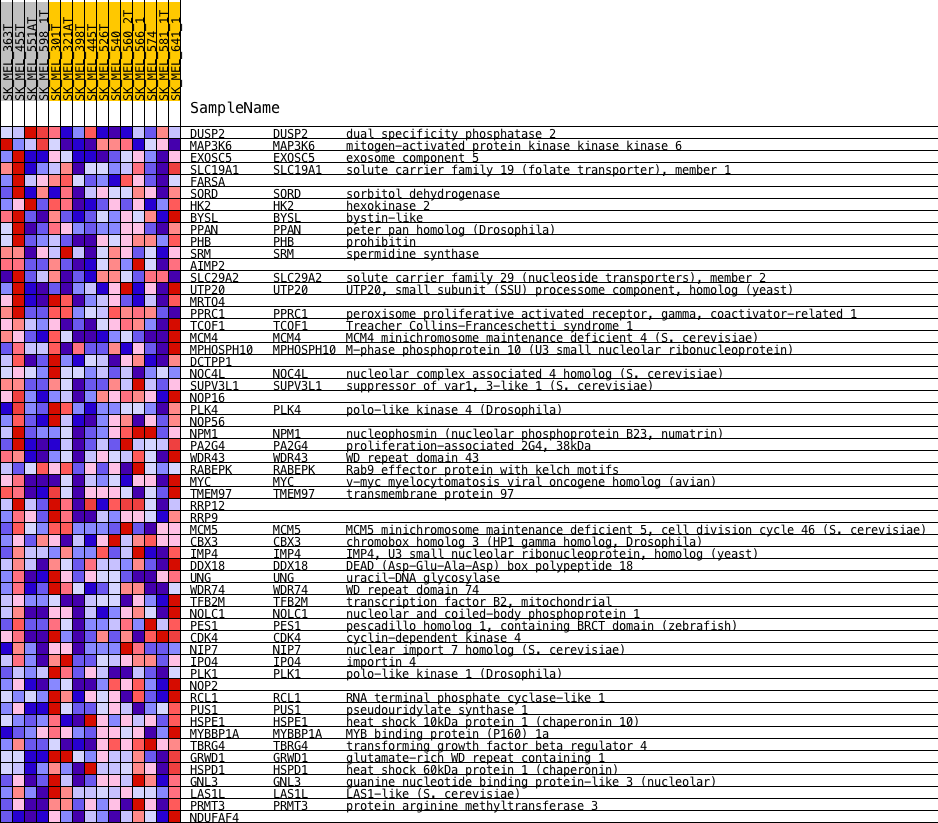 SK_MEL_363T
SK_MEL_455T
SK_MEL_551AT
SK_MEL_598_1T
SK_MEL_301T
SK_MEL_321AT
SK_MEL_398T
SK_MEL_445T
SK_MEL_526T
SK_MEL_540
SK_MEL_560_2T
SK_MEL_566_1
SK_MEL_574
SK_MEL_581_1T
SK_MEL_641_1
SampleName
DUSP2 DUSP2 dual specificity phosphatase 2
MAP3K6 MAP3K6 mitogen-activated protein kinase kinase kinase 6
EXOSC5 EXOSC5 exosome component 5
SLC19A1 SLC19A1 solute carrier family 19 (folate transporter), member 1
FARSA
SORD SORD sorbitol dehydrogenase
HK2 HK2 hexokinase 2
BYSL BYSL bystin-like
PPAN PPAN peter pan homolog (Drosophila)
PHB PHB prohibitin
SRM SRM spermidine synthase
AIMP2
SLC29A2 SLC29A2 solute carrier family 29 (nucleoside transporters), member 2
UTP20 UTP20 UTP20, small subunit (SSU) processome component, homolog (yeast)
MRTO4
PPRC1 PPRC1 peroxisome proliferative activated receptor, gamma, coactivator-related 1
TCOF1 TCOF1 Treacher Collins-Franceschetti syndrome 1
MCM4 MCM4 MCM4 minichromosome maintenance deficient 4 (S. cerevisiae)
MPHOSPH10 MPHOSPH10 M-phase phosphoprotein 10 (U3 small nucleolar ribonucleoprotein)
DCTPP1
NOC4L NOC4L nucleolar complex associated 4 homolog (S. cerevisiae)
SUPV3L1 SUPV3L1 suppressor of var1, 3-like 1 (S. cerevisiae)
NOP16
PLK4 PLK4 polo-like kinase 4 (Drosophila)
NOP56
NPM1 NPM1 nucleophosmin (nucleolar phosphoprotein B23, numatrin)
PA2G4 PA2G4 proliferation-associated 2G4, 38kDa
WDR43 WDR43 WD repeat domain 43
RABEPK RABEPK Rab9 effector protein with kelch motifs
MYC MYC v-myc myelocytomatosis viral oncogene homolog (avian)
TMEM97 TMEM97 transmembrane protein 97
RRP12
RRP9
MCM5 MCM5 MCM5 minichromosome maintenance deficient 5, cell division cycle 46 (S. cerevisiae)
CBX3 CBX3 chromobox homolog 3 (HP1 gamma homolog, Drosophila)
IMP4 IMP4 IMP4, U3 small nucleolar ribonucleoprotein, homolog (yeast)
DDX18 DDX18 DEAD (Asp-Glu-Ala-Asp) box polypeptide 18
UNG UNG uracil-DNA glycosylase
WDR74 WDR74 WD repeat domain 74
TFB2M TFB2M transcription factor B2, mitochondrial
NOLC1 NOLC1 nucleolar and coiled-body phosphoprotein 1
PES1 PES1 pescadillo homolog 1, containing BRCT domain (zebrafish)
CDK4 CDK4 cyclin-dependent kinase 4
NIP7 NIP7 nuclear import 7 homolog (S. cerevisiae)
IPO4 IPO4 importin 4
PLK1 PLK1 polo-like kinase 1 (Drosophila)
NOP2
RCL1 RCL1 RNA terminal phosphate cyclase-like 1
PUS1 PUS1 pseudouridylate synthase 1
HSPE1 HSPE1 heat shock 10kDa protein 1 (chaperonin 10)
MYBBP1A MYBBP1A MYB binding protein (P160) 1a
TBRG4 TBRG4 transforming growth factor beta regulator 4
GRWD1 GRWD1 glutamate-rich WD repeat containing 1
HSPD1 HSPD1 heat shock 60kDa protein 1 (chaperonin)
GNL3 GNL3 guanine nucleotide binding protein-like 3 (nucleolar)
LAS1L LAS1L LAS1-like (S. cerevisiae)
PRMT3 PRMT3 protein arginine methyltransferase 3
NDUFAF4